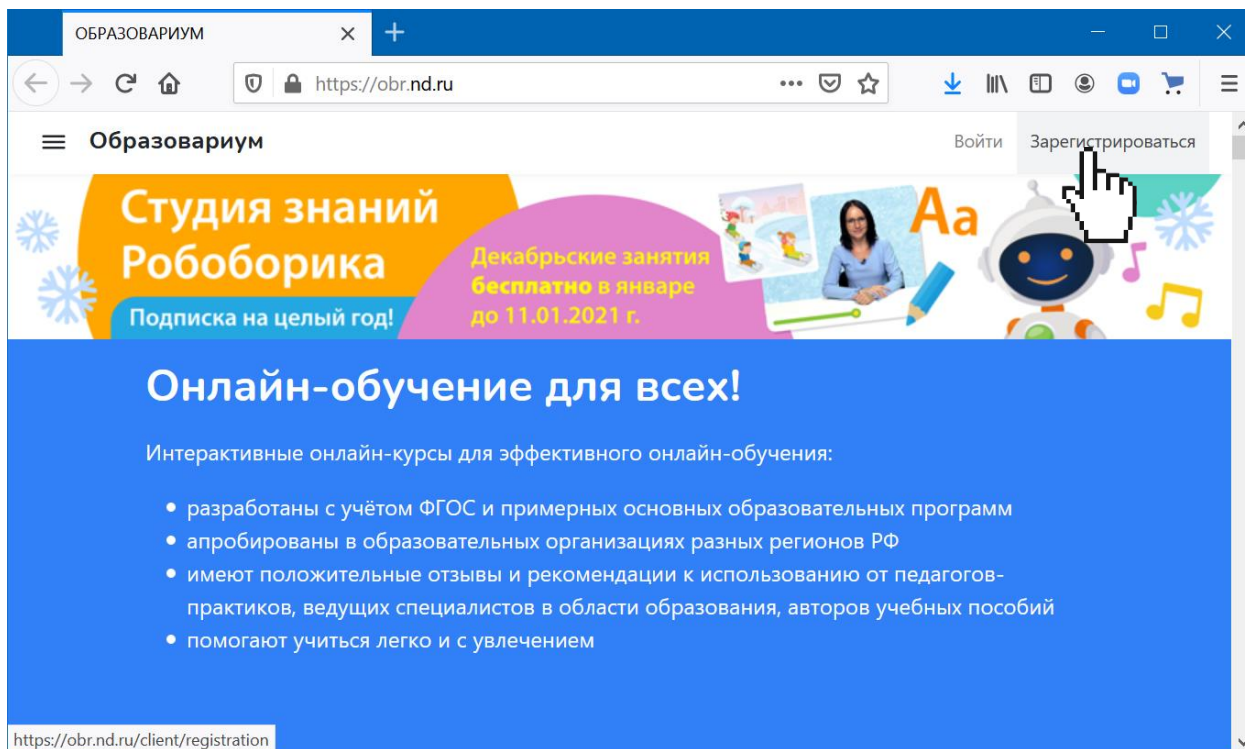 ОБРАЗОВАРИУМ
https://obr.nd.ru
Образовариум
Войти Зарегистрироваться
Студия знаний
Робоборика
Подписка на целый год!
Декабрьские занятия
бесплатно в январе
до 11.01.2021 г.
Aa
Онлайн-обучение для всех!
Интерактивные онлайн-курсы для эффективного онлайн-обучения:
• разработаны с учётом ФГОС и примерных основных образовательных программ
• апробированы в образовательных организациях разных регионов РФ
• имеют положительные отзывы и рекомендации к использованию от педагогов-
практиков, ведущих специалистов в области образования, авторов учебных пособий
• помогают учиться легко и с увлечением
https://obr.nd.ru/client/registration